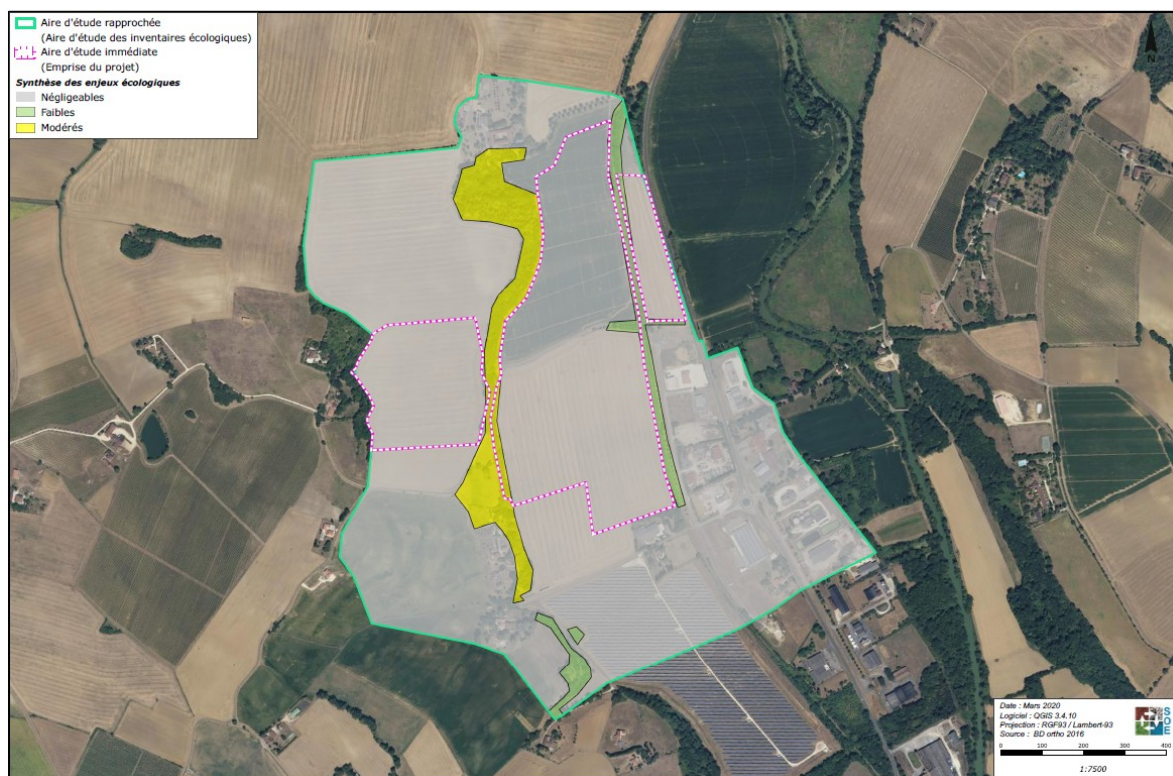 Aire d'étude rapprochée
(Aire d'étude des inventaires écologiques)
Aire d'étude immédiate
(Emprise du projet)
Synthèse des enjeux écologiques
Négligeables
Faibles
Modérés
N
Date : Mars 2020
Logiciel : QGIS 3.4.10
Projection : RGF93 / Lambert-93
Source : BD ortho 2016
SOE
0 100 200 300 400
1:7500